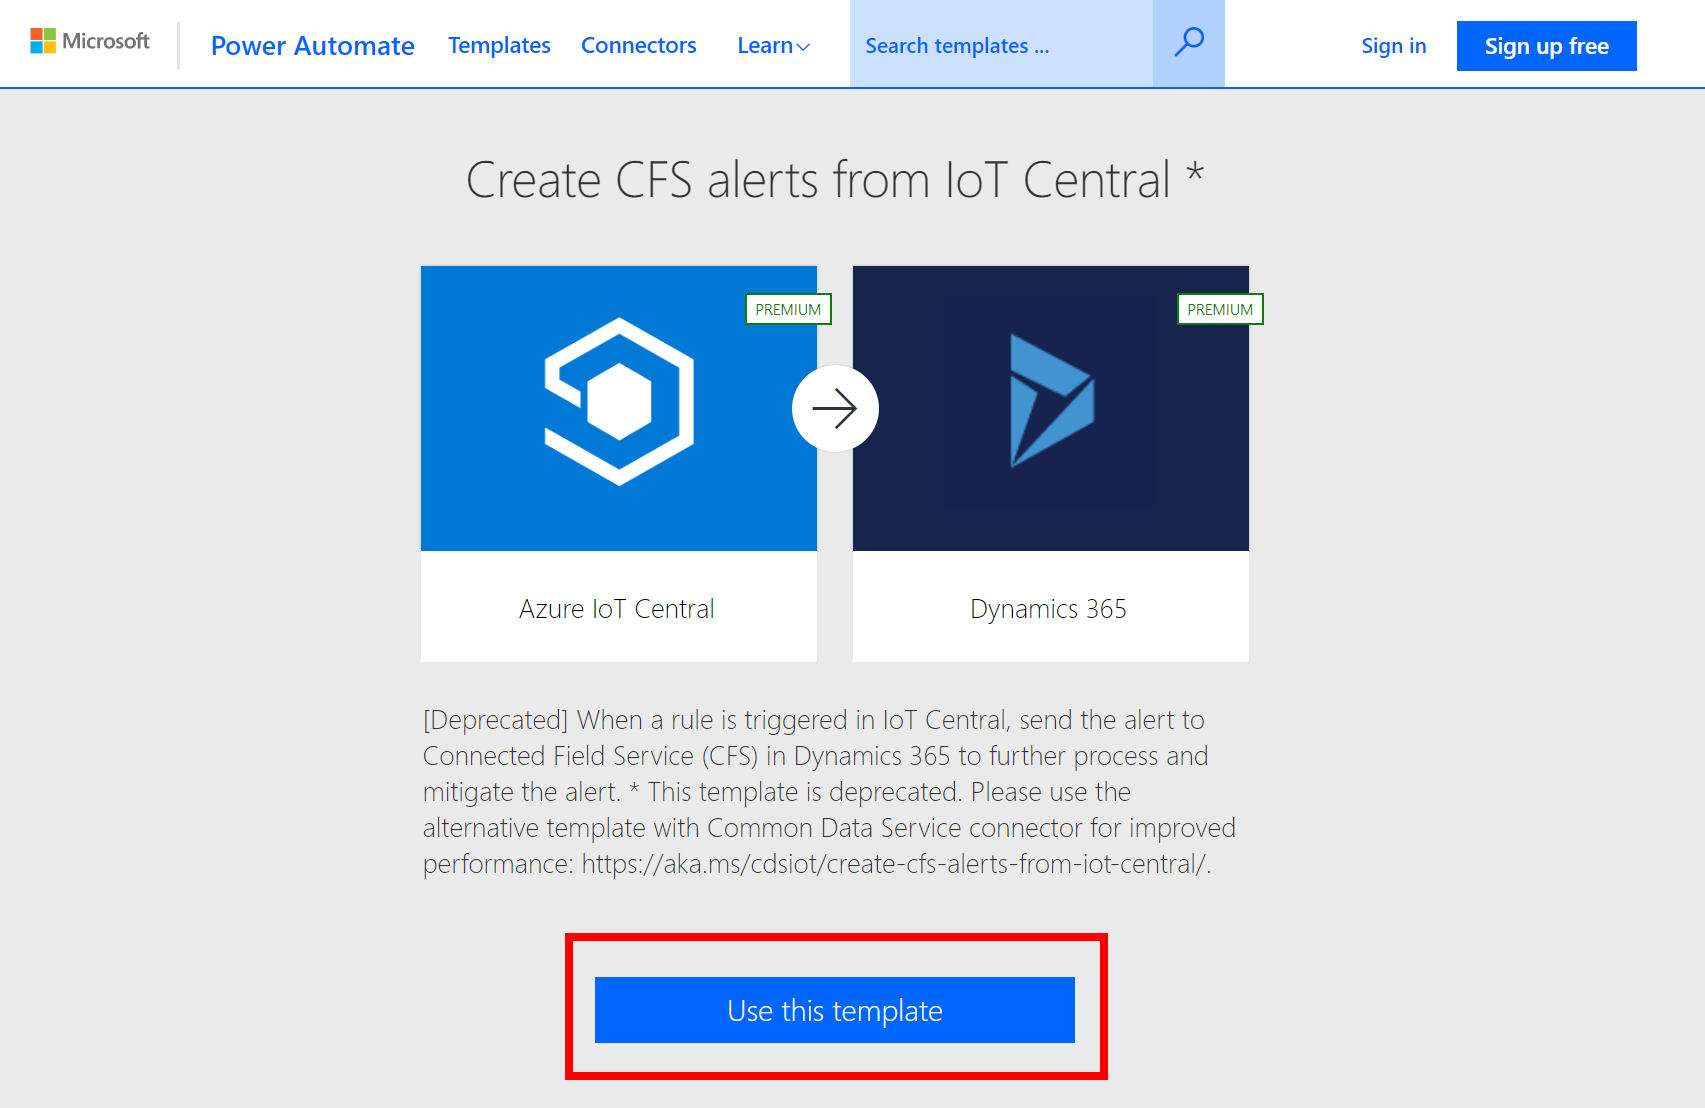 Microsoft
Power Automate
Templates
Connectors
Learn
Search templates ...
Sign in
Sign up free
Create CFS alerts from IoT Central *
PREMIUM
PREMIUM
Azure IoT Central
Dynamics 365
[Deprecated] When a rule is triggered in IoT Central, send the alert to
Connected Field Service (CFS) in Dynamics 365 to further process and
mitigate the alert. * This template is deprecated. Please use the
alternative template with Common Data Service connector for improved
performance: https://aka.ms/cdsiot/create-cfs-alerts-from-iot-central/.
Use this template